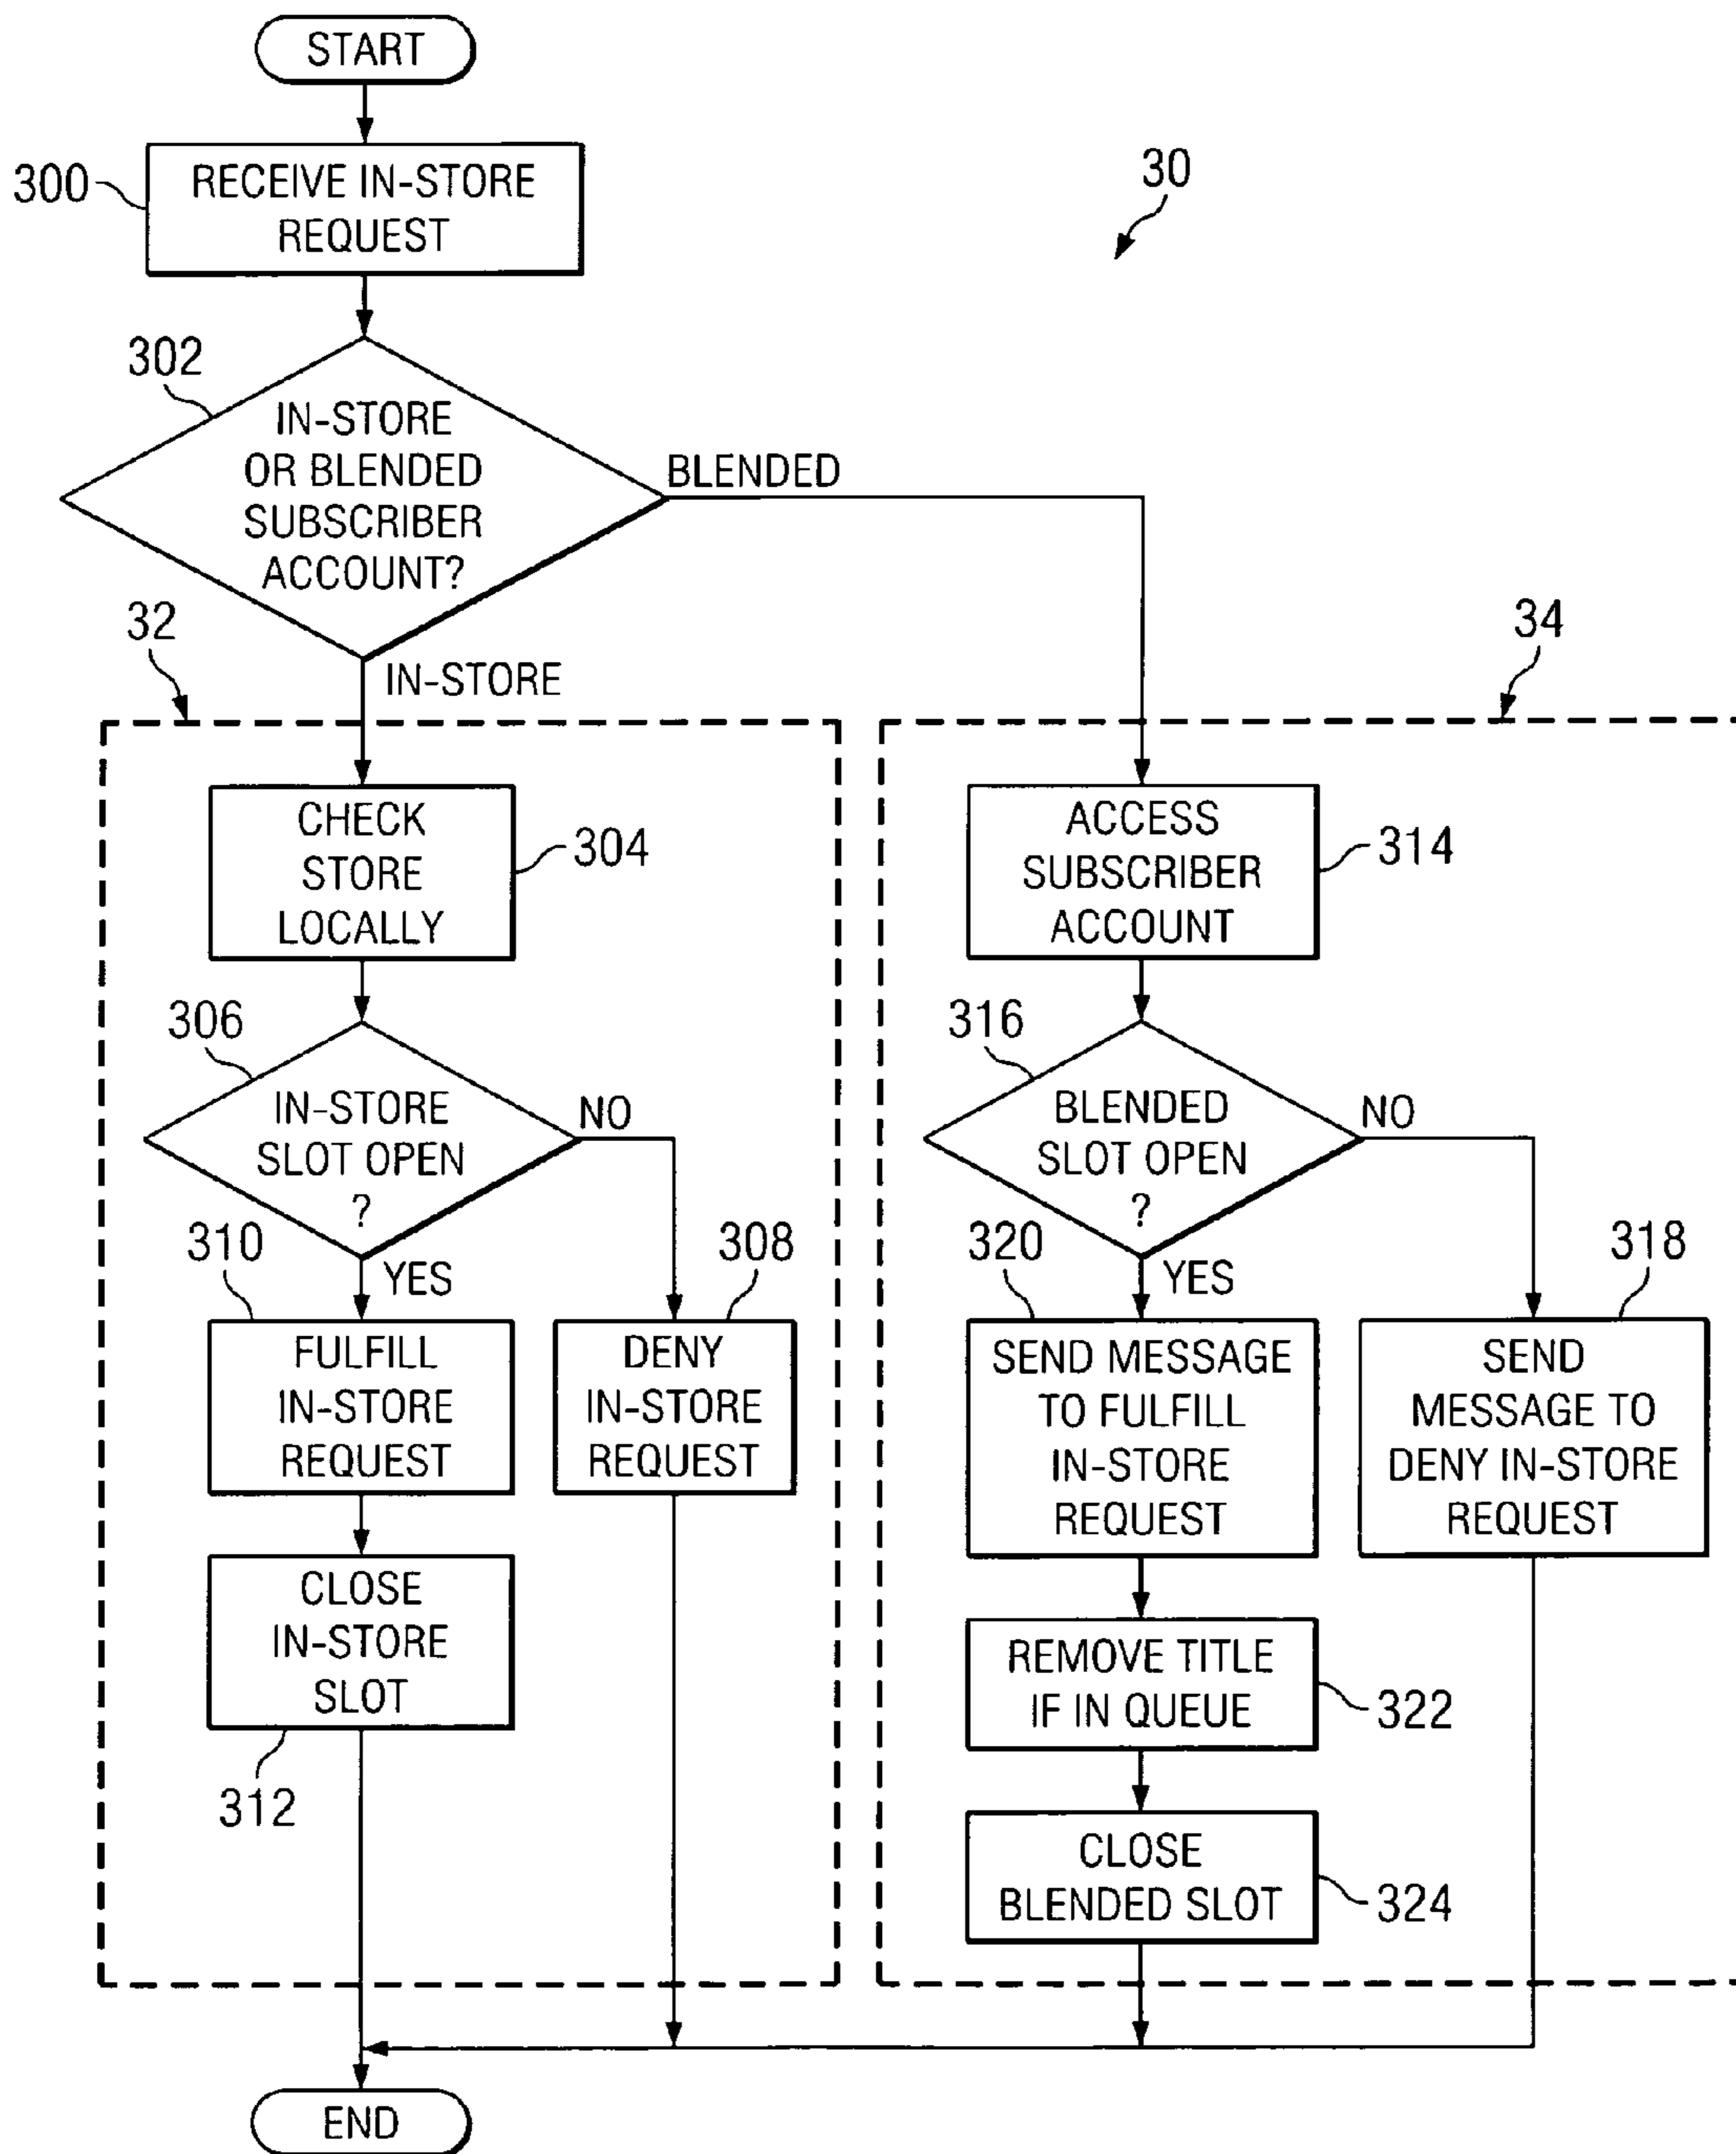 START
300
RECEIVE IN-STORE
REQUEST
30
302
IN-STORE
OR BLENDED
SUBSCRIBER
ACCOUNT?
BLENDED
32
IN-STORE
34
CHECK
STORE
LOCALLY
304
306
IN-STORE
SLOT OPEN
?
NO
YES
310
FULFILL
IN-STORE
REQUEST
308
DENY
IN-STORE
REQUEST
CLOSE
IN-STORE
SLOT
312
ACCESS
SUBSCRIBER
ACCOUNT
314
316
BLENDED
SLOT OPEN
?
NO
YES
320
SEND MESSAGE
TO FULFILL
IN-STORE
REQUEST
318
SEND
MESSAGE TO
DENY IN-STORE
REQUEST
REMOVE TITLE
IF IN QUEUE
322
CLOSE
BLENDED SLOT
324
END